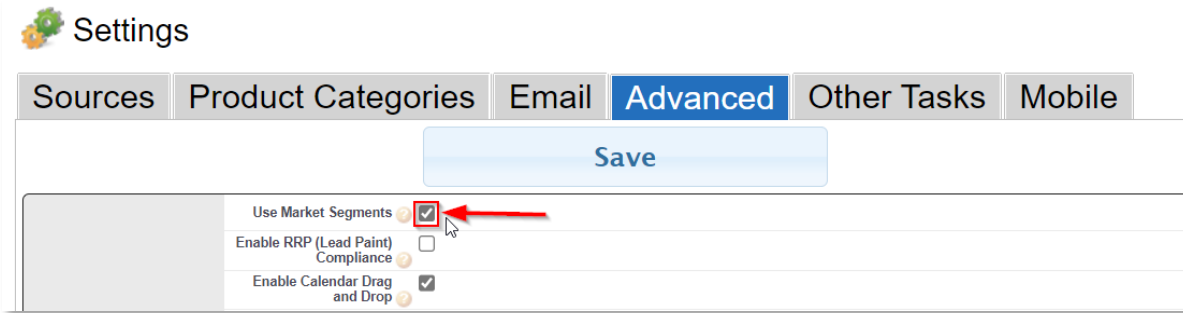 Settings
Sources Product Categories Email Advanced Other Tasks Mobile
Save
Use Market Segments ?
Enable RRP (Lead Paint)
Compliance ?
Enable Calendar Drag
and Drop ?